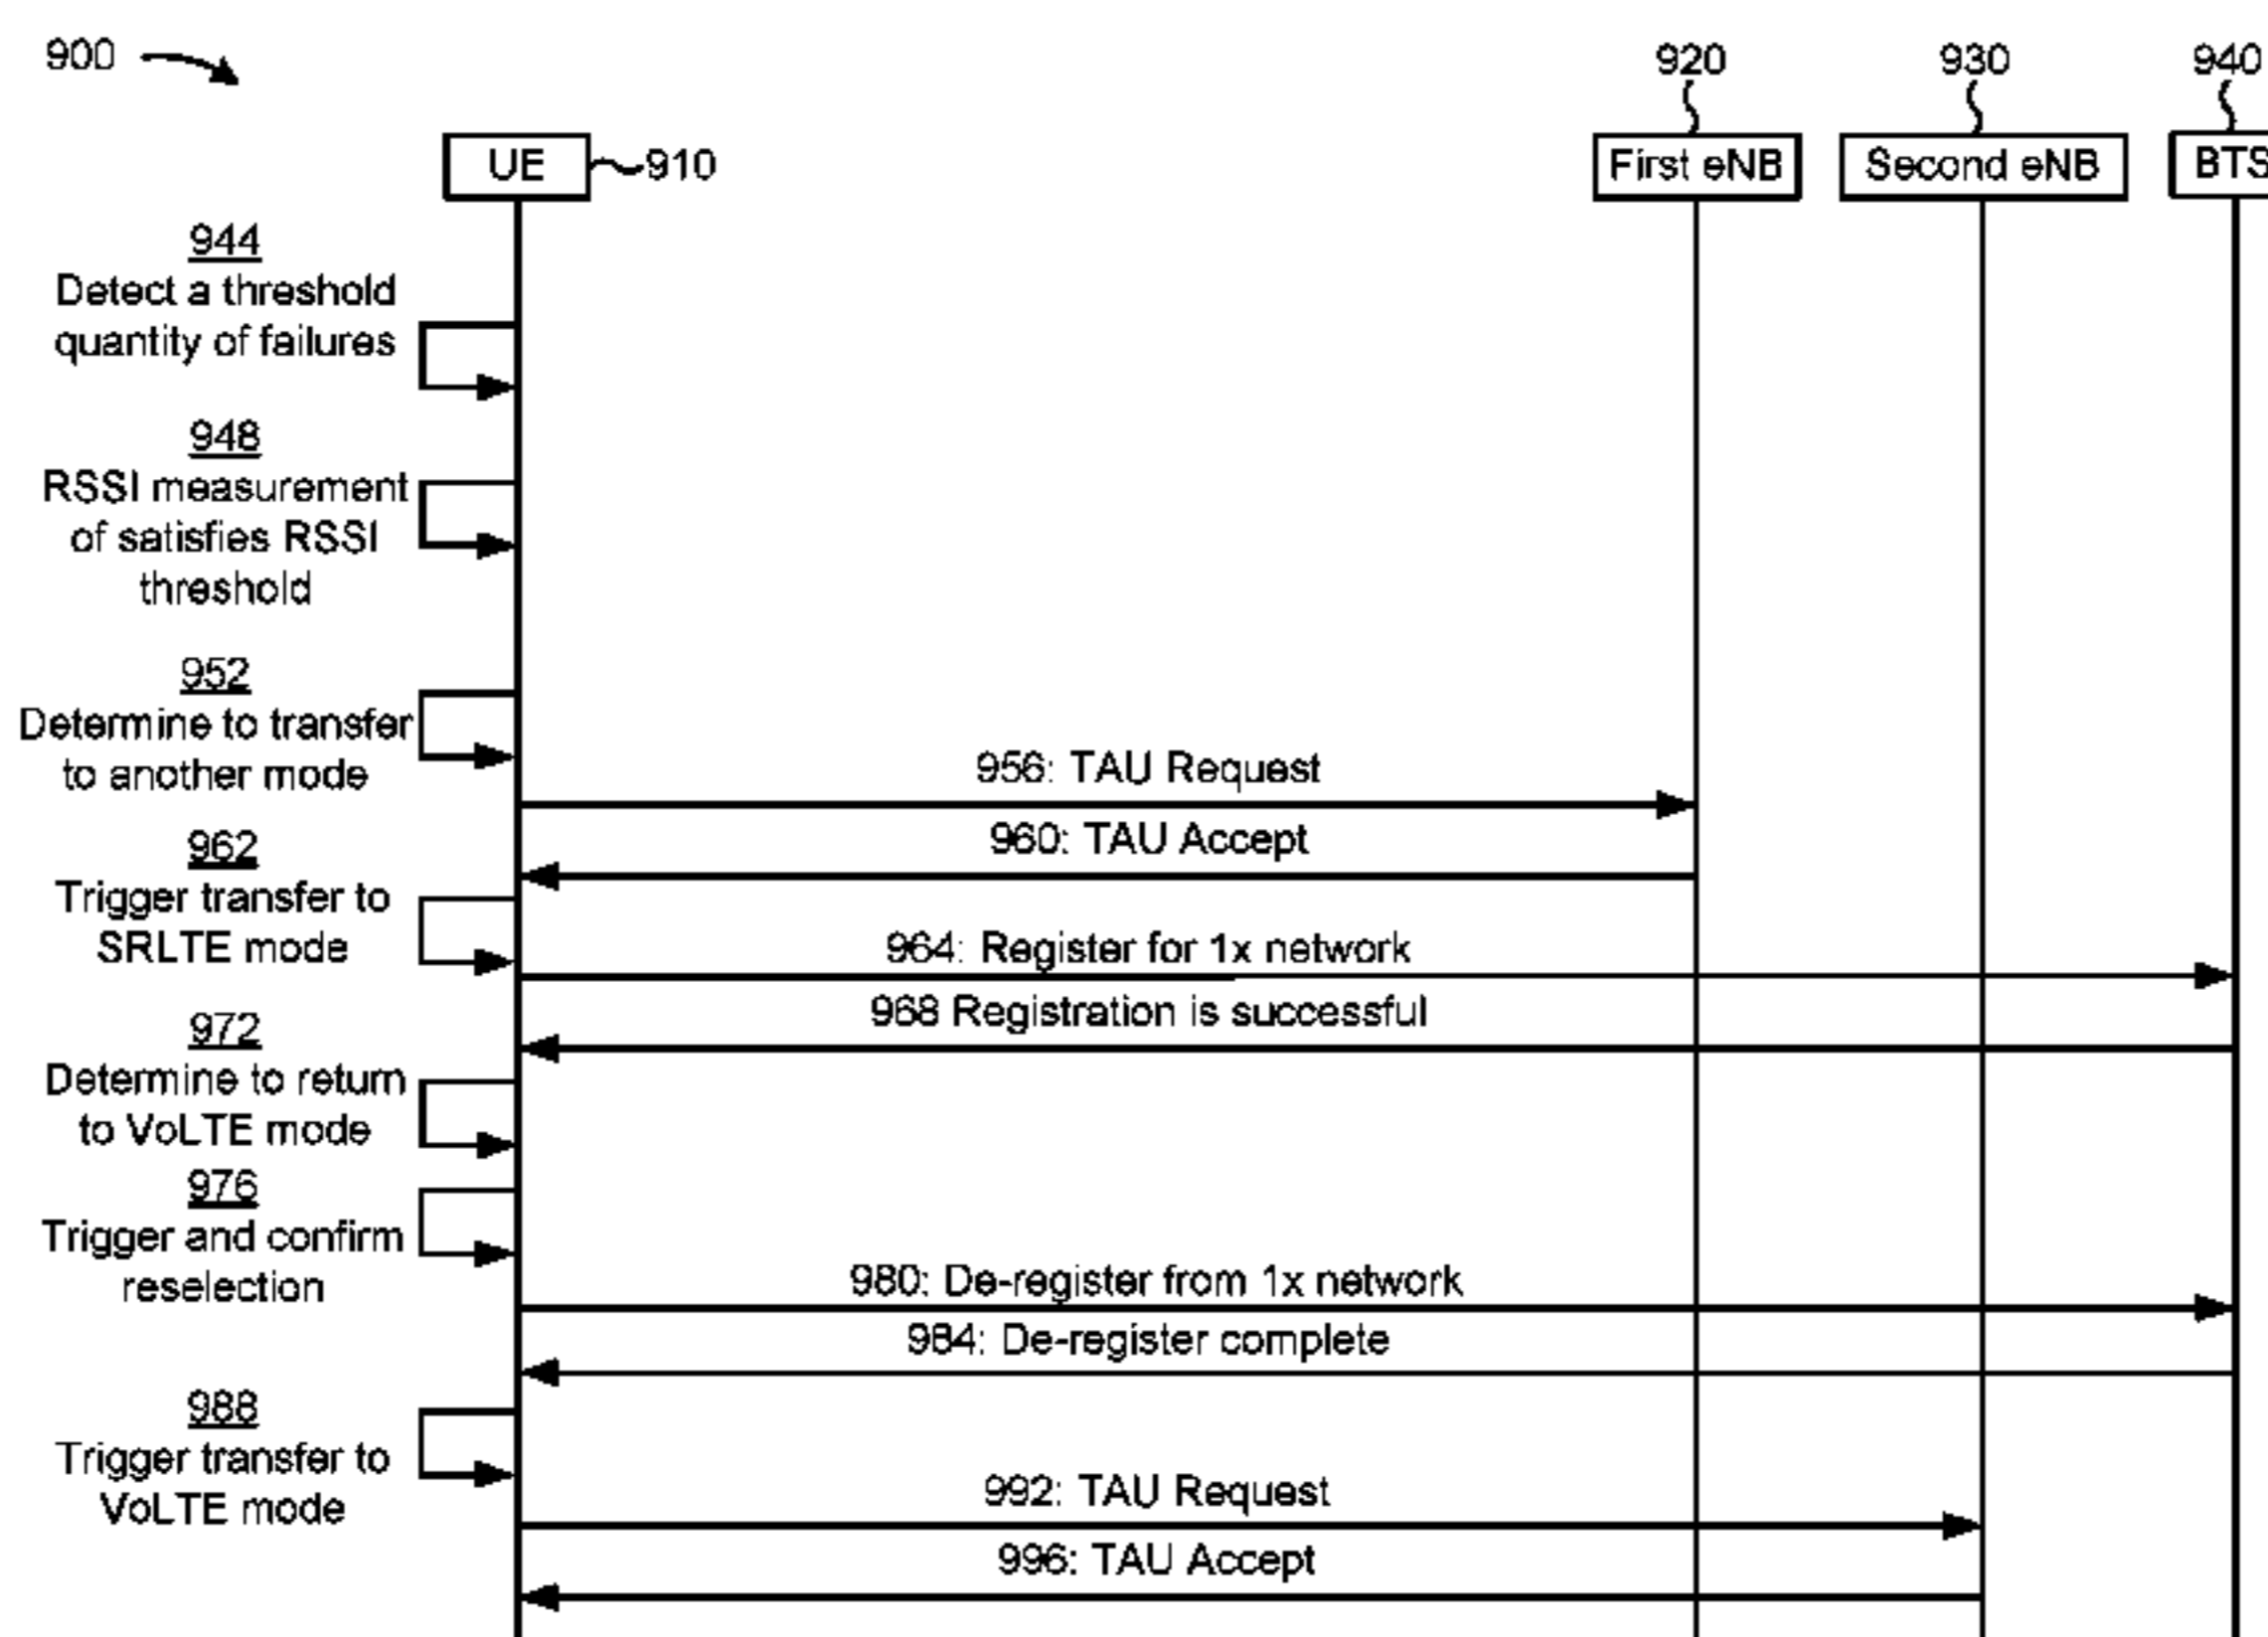 900
920
930
940
UE
910
First eNB
Second eNB
BTS
944
Detect a threshold
quantity of failures
948
RSSI measurement
of satisfies RSSI
threshold
952
Determine to transfer
to another mode
956: TAU Request
960: TAU Accept
962
Trigger transfer to
SRLTE mode
964: Register for 1x network
968 Registration is successful
972
Determine to return
to VoLTE mode
976
Trigger and confirm
reselection
980: De-register from 1x network
984: De-register complete
988
Trigger transfer to
VoLTE mode
992: TAU Request
996: TAU Accept